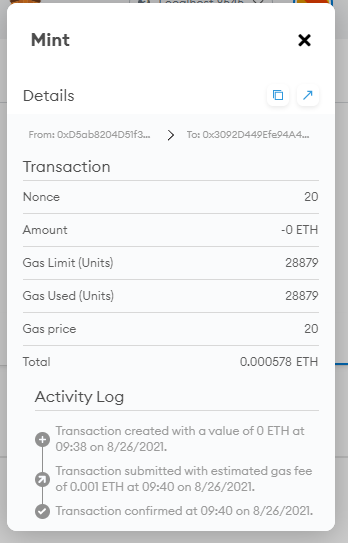 Localhost 8545
Mint
Details
From: 0xD5ab8204D51f3... To: 0x3092D449Efe94A4...
Transaction
Nonce 20
Amount -0 ETH
Gas Limit (Units) 28879
Gas Used (Units) 28879
Gas price 20
Total 0.000578 ETH
Activity Log
Transaction created with a value of 0 ETH at
09:38 on 8/26/2021.
Transaction submitted with estimated gas fee
of 0.001 ETH at 09:40 on 8/26/2021.
Transaction confirmed at 09:40 on 8/26/2021.